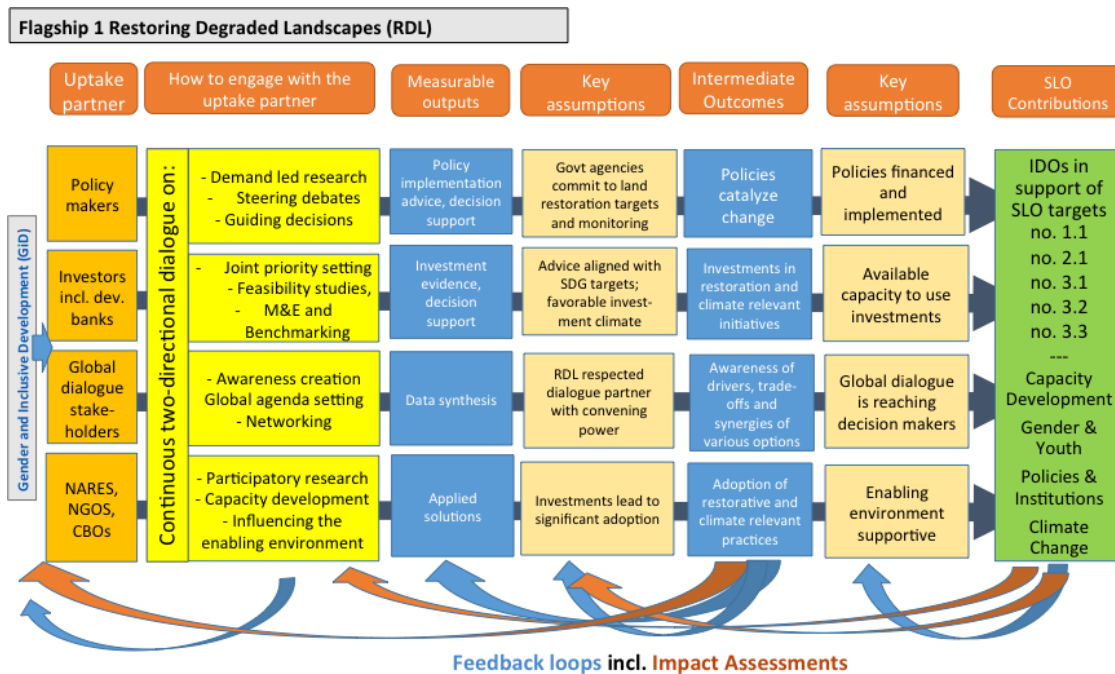 Flagship 1 Restoring Degraded Landscapes (RDL)
Uptake
partner
How to engage with the
uptake partner
Measurable
outputs
Key
assumptions
Intermediate
Outcomes
Key
assumptions
SLO
Contributions
Gender and Inclusive Development (GiD)
Continuous two-directional dialogue on:
Policy
makers
- Demand led research
- Steering debates
- Guiding decisions
Policy
implementation
advice, decision
support
Govt agencies
commit to land
restoration targets
and monitoring
Policies
catalyze
change
Policies financed
and
implemented
Investors
incl. dev.
banks
- Joint priority setting
- Feasibility studies,
- M&E and
Benchmarking
Investment
evidence,
decision
support
Advice aligned with
SDG targets;
favorable invest-
ment climate
Investments in
restoration and
climate relevant
initiatives
Available
capacity to use
investments
Global
dialogue
stake-
holders
- Awareness creation
Global agenda setting
- Networking
Data synthesis
RDL respected
dialogue partner
with convening
power
Awareness of
drivers, trade-
offs and
synergies of
various options
Global dialogue
is reaching
decision makers
NARES,
NGOS,
CBOs
- Participatory research
- Capacity development
- Influencing the
enabling environment
Applied
solutions
Investments lead to
significant adoption
Adoption of
restorative and
climate relevant
practices
Enabling
environment
supportive
IDOs in
support of
SLO targets
no. 1.1
no. 2.1
no. 3.1
no. 3.2
no. 3.3
---
Capacity
Development
Gender &
Youth
Policies &
Institutions
Climate
Change
Feedback loops incl. Impact Assessments